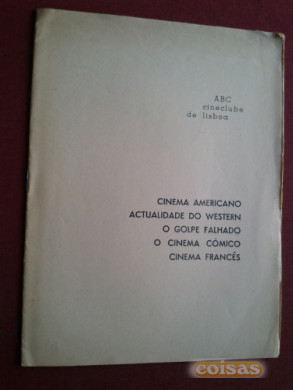 ABC
cineclube
de lisboa
CINEMA AMERICANO
ACTUALIDADE DO WESTERN
O GOLPE FALHADO
O CINEMA CÓMICO
CINEMA FRANCÊS
coisas